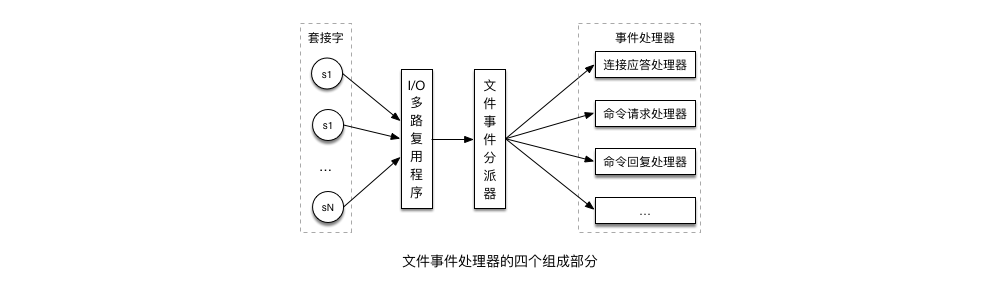 套接字
s1
s1
...
sN
I/O
多
路
复
用
程
序
文
件
事
件
分
派
器
事件处理器
连接应答处理器
命令请求处理器
命令回复处理器
...
文件事件处理器的四个组成部分